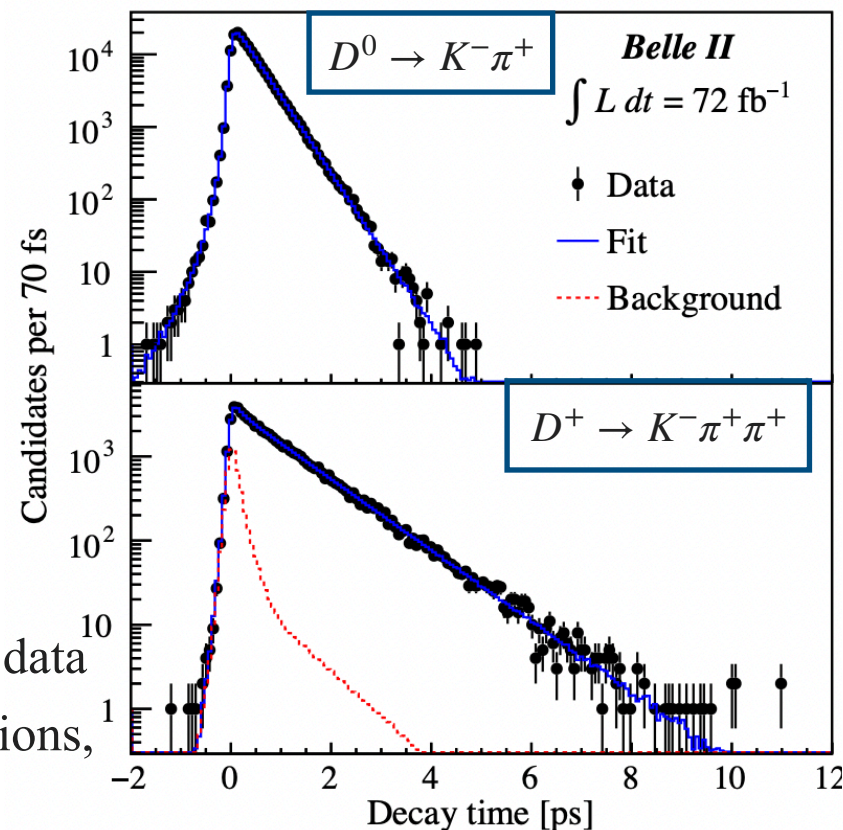 D⁰ → K⁻π⁺
Belle II
∫ L dt = 72 fb⁻¹
Data
Fit
Background
10⁴
10³
10²
10
1
Candidates per 70 fs
D⁺ → K⁻π⁺π⁺
10³
10²
10
1
data
ions,
−2 0 2 4 6 8 10 12
Decay time [ps]